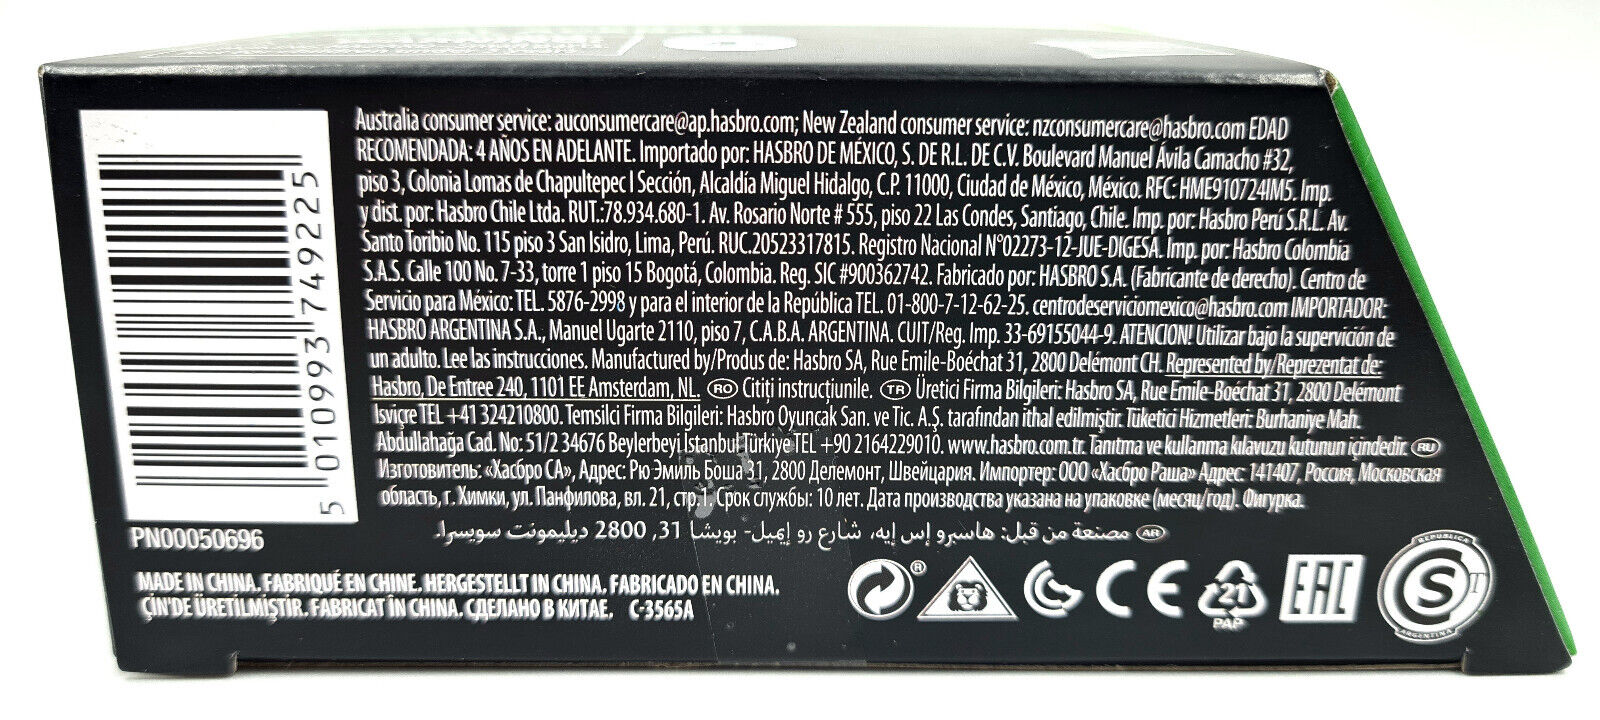 Australia consumer service: auconsumercare@ap.hasbro.com; New Zealand consumer service: nzconsumercare@hasbro.com EDAD
RECOMENDADA: 4 AÑOS EN ADELANTE. Importado por: HASBRO DE MÉXICO, S. DE R.L. DE C.V. Boulevard Manuel Ávila Camacho #32,
piso 3, Colonia Lomas de Chapultepec I Sección, Alcaldía Miguel Hidalgo, C.P. 11000, Ciudad de México, México. RFC: HME910724IM5. Imp.
y dist. por: Hasbro Chile Ltda. RUT.:78.934.680-1. Av. Rosario Norte # 555, piso 22 Las Condes, Santiago, Chile. Imp. por: Hasbro Perú S.R.L. Av.
Santo Toribio No. 115 piso 3 San Isidro, Lima, Perú. RUC.20523317815. Registro Nacional N°02273-12-JUE-DIGESA. Imp. por: Hasbro Colombia
S.A.S. Calle 100 No. 7-33, torre 1 piso 15 Bogotá, Colombia. Reg. SIC #900362742. Fabricado por: HASBRO S.A. (Fabricante de derecho). Centro de
Servicio para México: TEL. 5876-2998 y para el interior de la República TEL. 01-800-7-12-62-25. centrodeserviciomexico@hasbro.com IMPORTADOR:
HASBRO ARGENTINA S.A., Manuel Ugarte 2110, piso 7, C.A.B.A. ARGENTINA. CUIT/Reg. Imp. 33-69155044-9. ATENCION! Utilizar bajo la supervisión de
un adulto. Lee las instrucciones. Manufactured by/Produs de: Hasbro SA, Rue Emile-Boéchat 31, 2800 Delémont CH. Represented by/Reprezentat de:
Hasbro, De Entree 240, 1101 EE Amsterdam, NL. RO Citiți instrucțiunile. TR Üretici Firma Bilgileri: Hasbro SA, Rue Emile-Boéchat 31, 2800 Delémont
İsviçre TEL +41 324210800. Temsilci Firma Bilgileri: Hasbro Oyuncak San. ve Tic. A.Ş. tarafından ithal edilmiştir. Tüketici Hizmetleri: Burhaniye Mah.
Abdullahağa Cad. No: 51/2 34676 Beylerbeyi İstanbul Türkiye TEL +90 2164229010. www.hasbro.com.tr. Tanıtma ve kullanma kılavuzu kutunun içindedir. RU
Изготовитель: «Хасбро СА», Адрес: Рю Эмиль Боша 31, 2800 Делемонт, Швейцария. Импортер: ООО «Хасбро Раша» Адрес: 141407, Россия, Московская
область, г. Химки, ул. Панфилова, вл. 21, стр.1. Срок службы: 10 лет. Дата производства указана на упаковке (месяц/год). Фигурка.
AR مصنعة من قبل: هاسبرو إس إيه، شارع رو إيميل- بويشا 31, 2800 ديليمونت سويسرا.
5 010993 749225
PN00050696
MADE IN CHINA. FABRIQUÉ EN CHINE. HERGESTELLT IN CHINA. FABRICADO EN CHINA.
ÇİN'DE ÜRETİLMİŞTİR. FABRICAT ÎN CHINA. СДЕЛАНО В КИТАЕ. C-3565A
® CE 21 PAP EAC REPUBLICA S T ARGENTINA